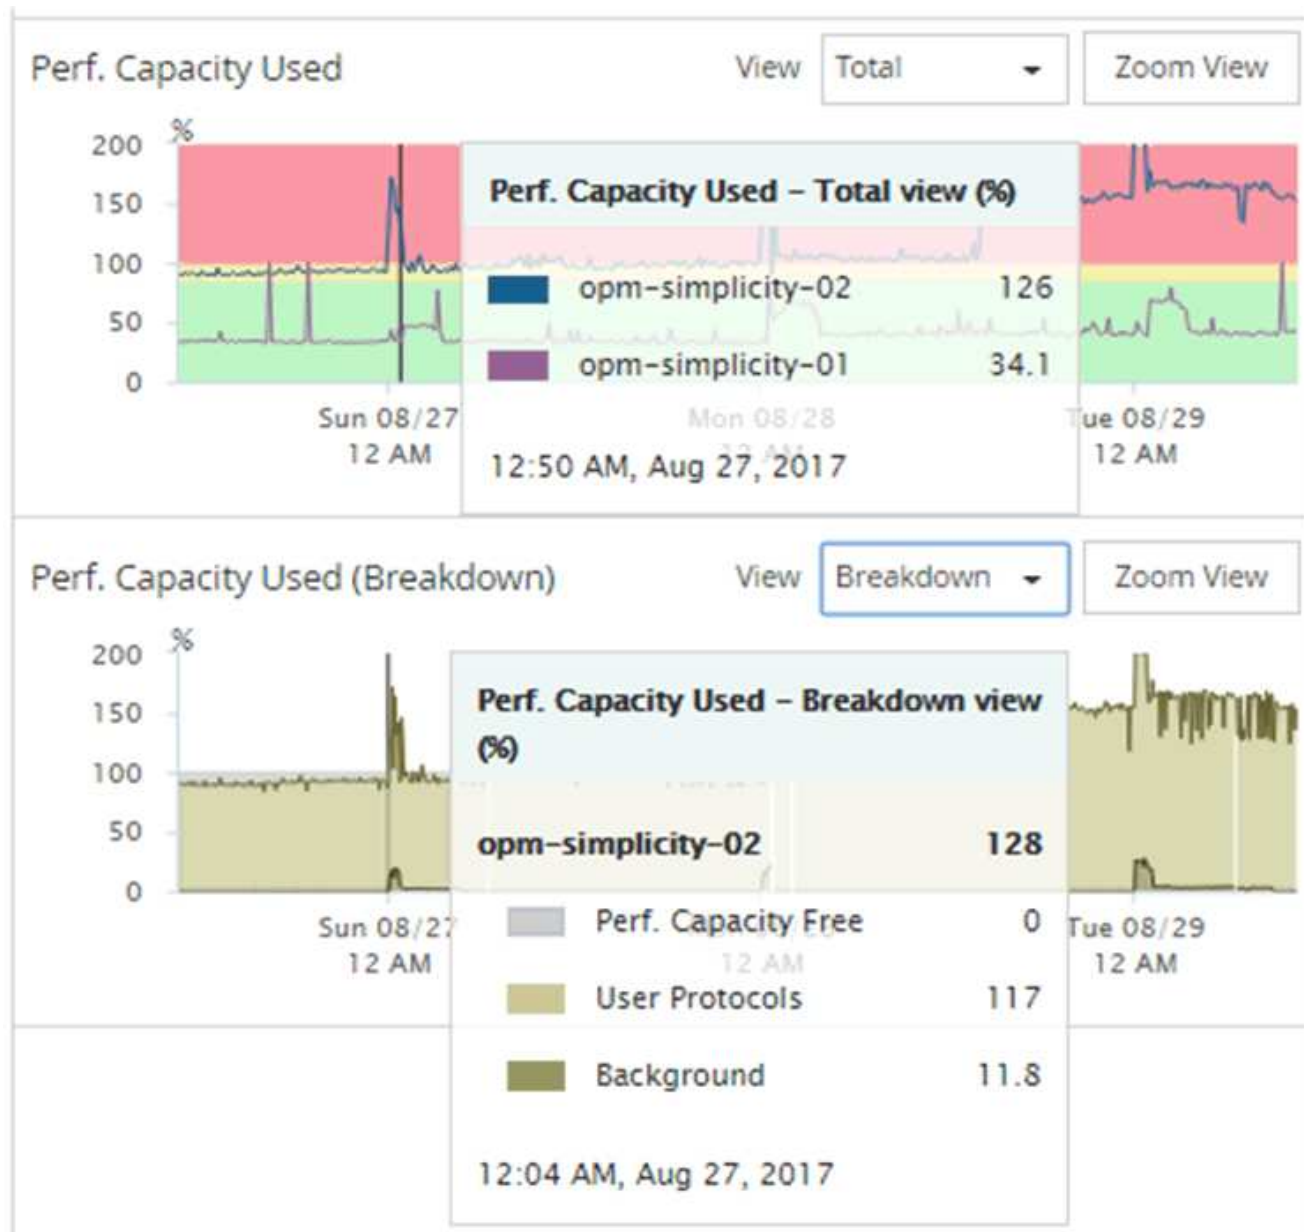 Perf. Capacity Used View Total Zoom View
%
200
150
100
50
0
Perf. Capacity Used – Total view (%)
opm-simplicity-02 126
opm-simplicity-01 34.1
12:50 AM, Aug 27, 2017
Sun 08/27 Mon 08/28 Tue 08/29
12 AM 12 AM 12 AM
Perf. Capacity Used (Breakdown) View Breakdown Zoom View
%
200
150
100
50
0
Perf. Capacity Used – Breakdown view
(%)
opm-simplicity-02 128
Perf. Capacity Free 0
User Protocols 117
Background 11.8
12:04 AM, Aug 27, 2017
Sun 08/27 Tue 08/29
12 AM 12 AM 12 AM